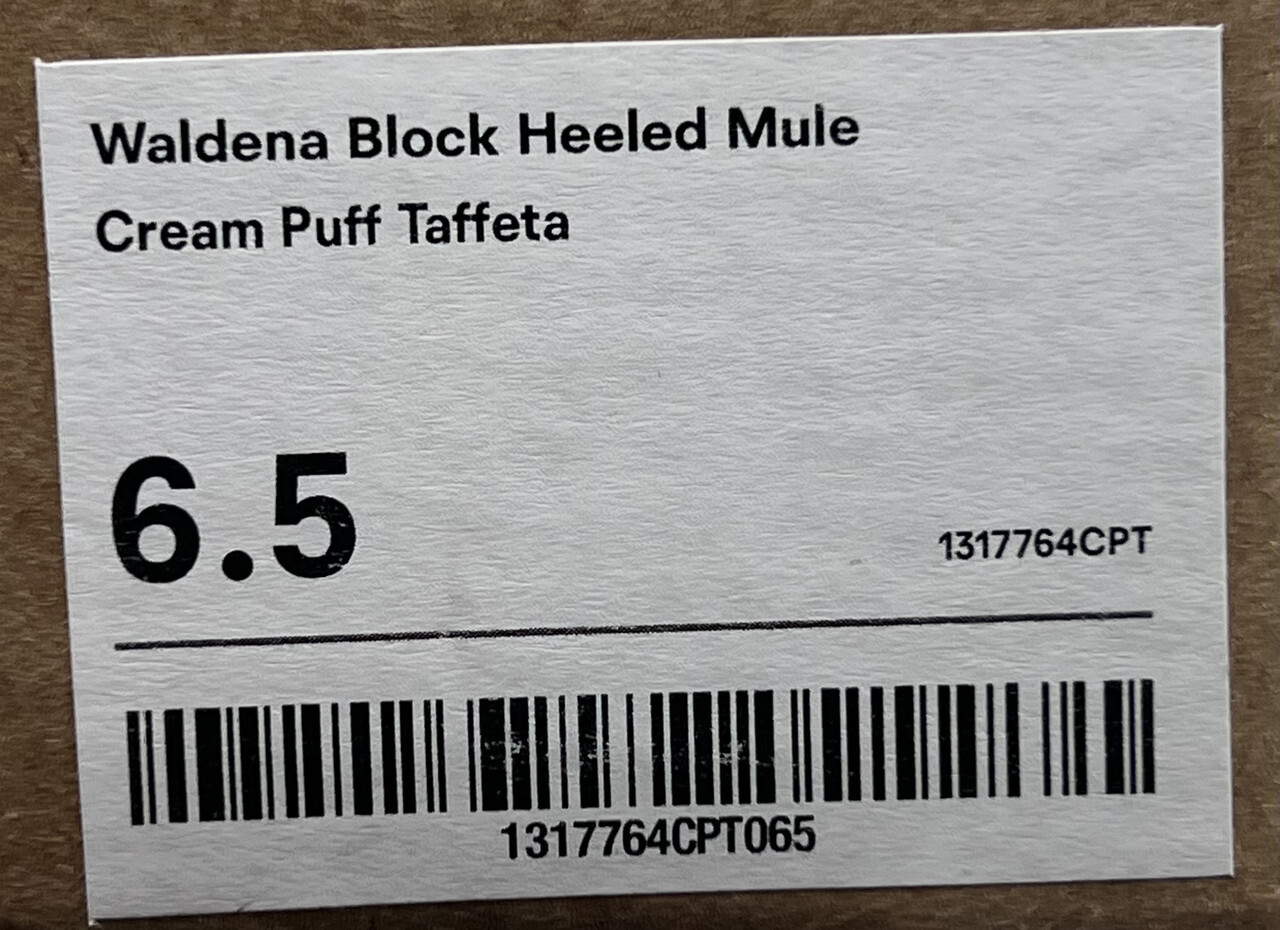 Waldena Block Heeled Mule
Cream Puff Taffeta
6.5
1317764CPT
1317764CPT065